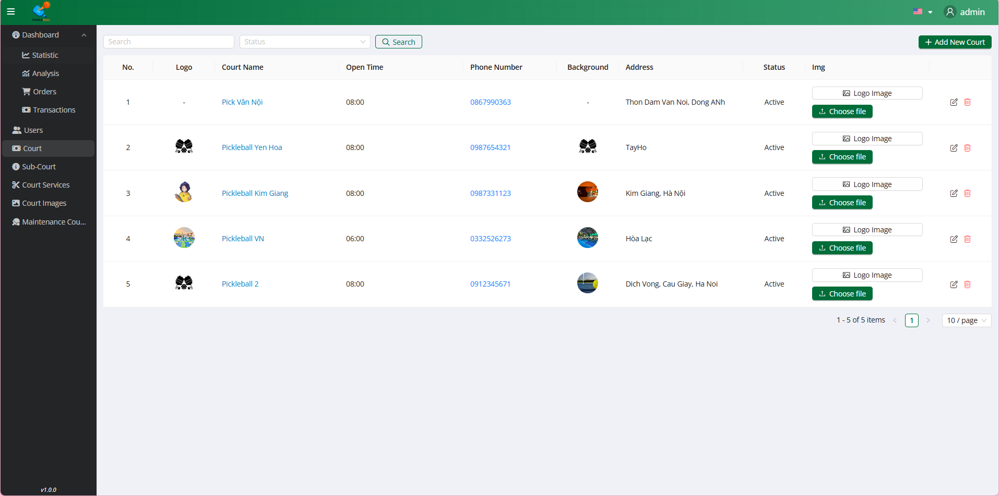 PICKLEBALL
admin
Dashboard
Statistic
Analysis
Orders
Transactions
Users
Court
Sub-Court
Court Services
Court Images
Maintenance Cou...
v1.0.0
Search Status Search + Add New Court
No. Logo Court Name Open Time Phone Number Background Address Status Img
1 - Pick Vân Nội 08:00 0867990363 - Thon Dam Van Noi, Dong ANh Active Logo Image
Choose file
2 Pickleball Yen Hoa 08:00 0987654321 TayHo Active Logo Image
Choose file
3 Pickleball Kim Giang 08:00 0987331123 Kim Giang, Hà Nội Active Logo Image
Choose file
4 Pickleball VN 06:00 0332526273 Hòa Lạc Active Logo Image
Choose file
5 Pickleball 2 08:00 0912345671 Dich Vong, Cau Giay, Ha Noi Active Logo Image
Choose file
1 - 5 of 5 items < 1 > 10 / page